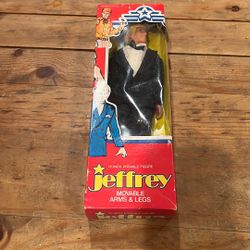 12 INCH POSABLE FIGURE
jeffrey
MOVABLE
ARMS & LEGS